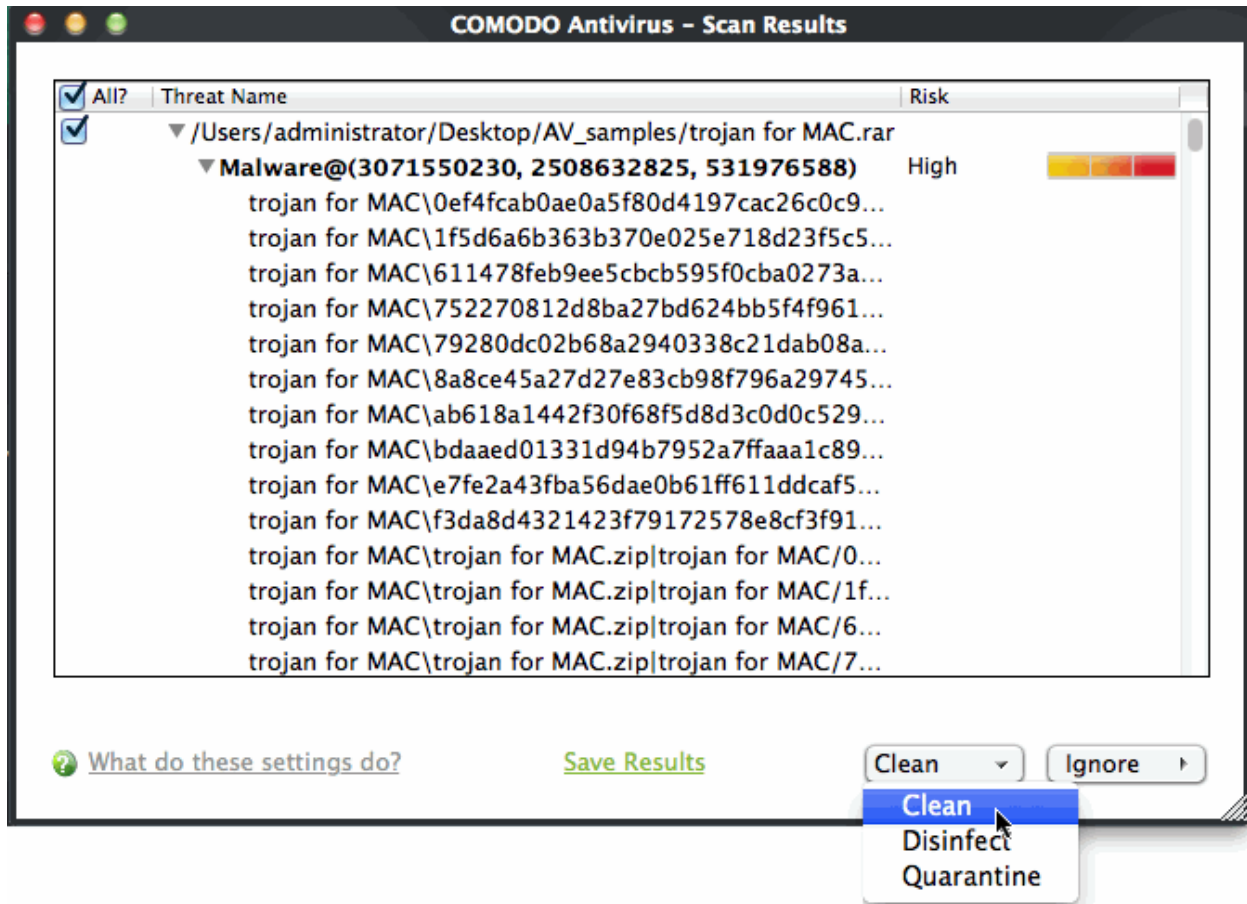 COMODO Antivirus – Scan Results
All? Threat Name Risk
/Users/administrator/Desktop/AV_samples/trojan for MAC.rar
Malware@(3071550230, 2508632825, 531976588) High
trojan for MAC\0ef4fcab0ae0a5f80d4197cac26c0c9...
trojan for MAC\1f5d6a6b363b370e025e718d23f5c5...
trojan for MAC\611478feb9ee5cbcb595f0cba0273a...
trojan for MAC\752270812d8ba27bd624bb5f4f961...
trojan for MAC\79280dc02b68a2940338c21dab08a...
trojan for MAC\8a8ce45a27d27e83cb98f796a29745...
trojan for MAC\ab618a1442f30f68f5d8d3c0d0c529...
trojan for MAC\bdaaed01331d94b7952a7ffaaa1c89...
trojan for MAC\e7fe2a43fba56dae0b61ff611ddcaf5...
trojan for MAC\f3da8d4321423f79172578e8cf3f91...
trojan for MAC\trojan for MAC.zip|trojan for MAC/0...
trojan for MAC\trojan for MAC.zip|trojan for MAC/1f...
trojan for MAC\trojan for MAC.zip|trojan for MAC/6...
trojan for MAC\trojan for MAC.zip|trojan for MAC/7...
What do these settings do? Save Results Clean Ignore
Clean
Disinfect
Quarantine